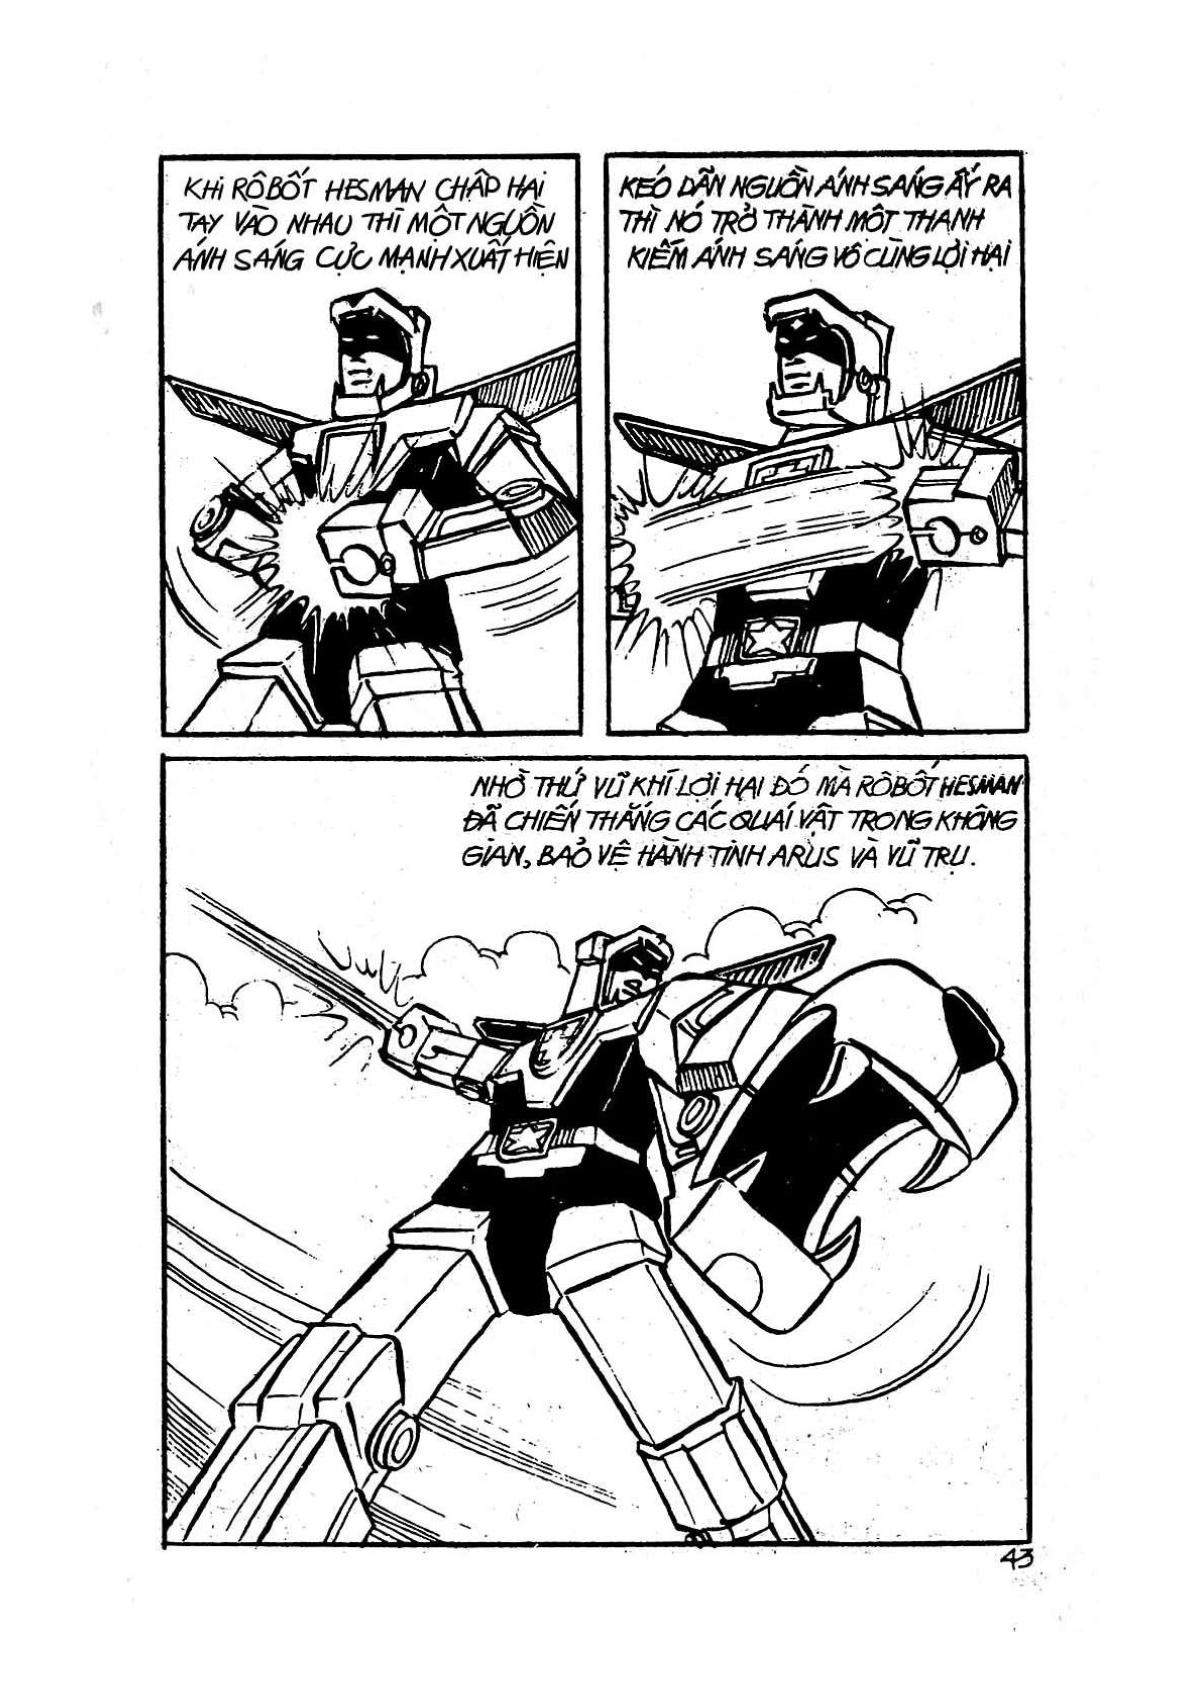 KHI RÔBỐT HESMAN CHẬP HAI
TAY VÀO NHAU THÌ MỘT NGUỒN
ÁNH SÁNG CỰC MẠNH XUẤT HIỆN
KÉO DẪN NGUỒN ÁNH SÁNG ẤY RA
THÌ NÓ TRỞ THÀNH MỘT THANH
KIẾM ÁNH SÁNG VÔ CÙNG LỢI HẠI
NHỜ THỨ VŨ KHÍ LỢI HẠI ĐÓ MÀ RÔBỐT HESMAN
ĐÃ CHIẾN THẮNG CÁC QUÁI VẬT TRONG KHÔNG
GIAN, BẢO VỆ HÀNH TINH ARUS VÀ VŨ TRỤ.
43